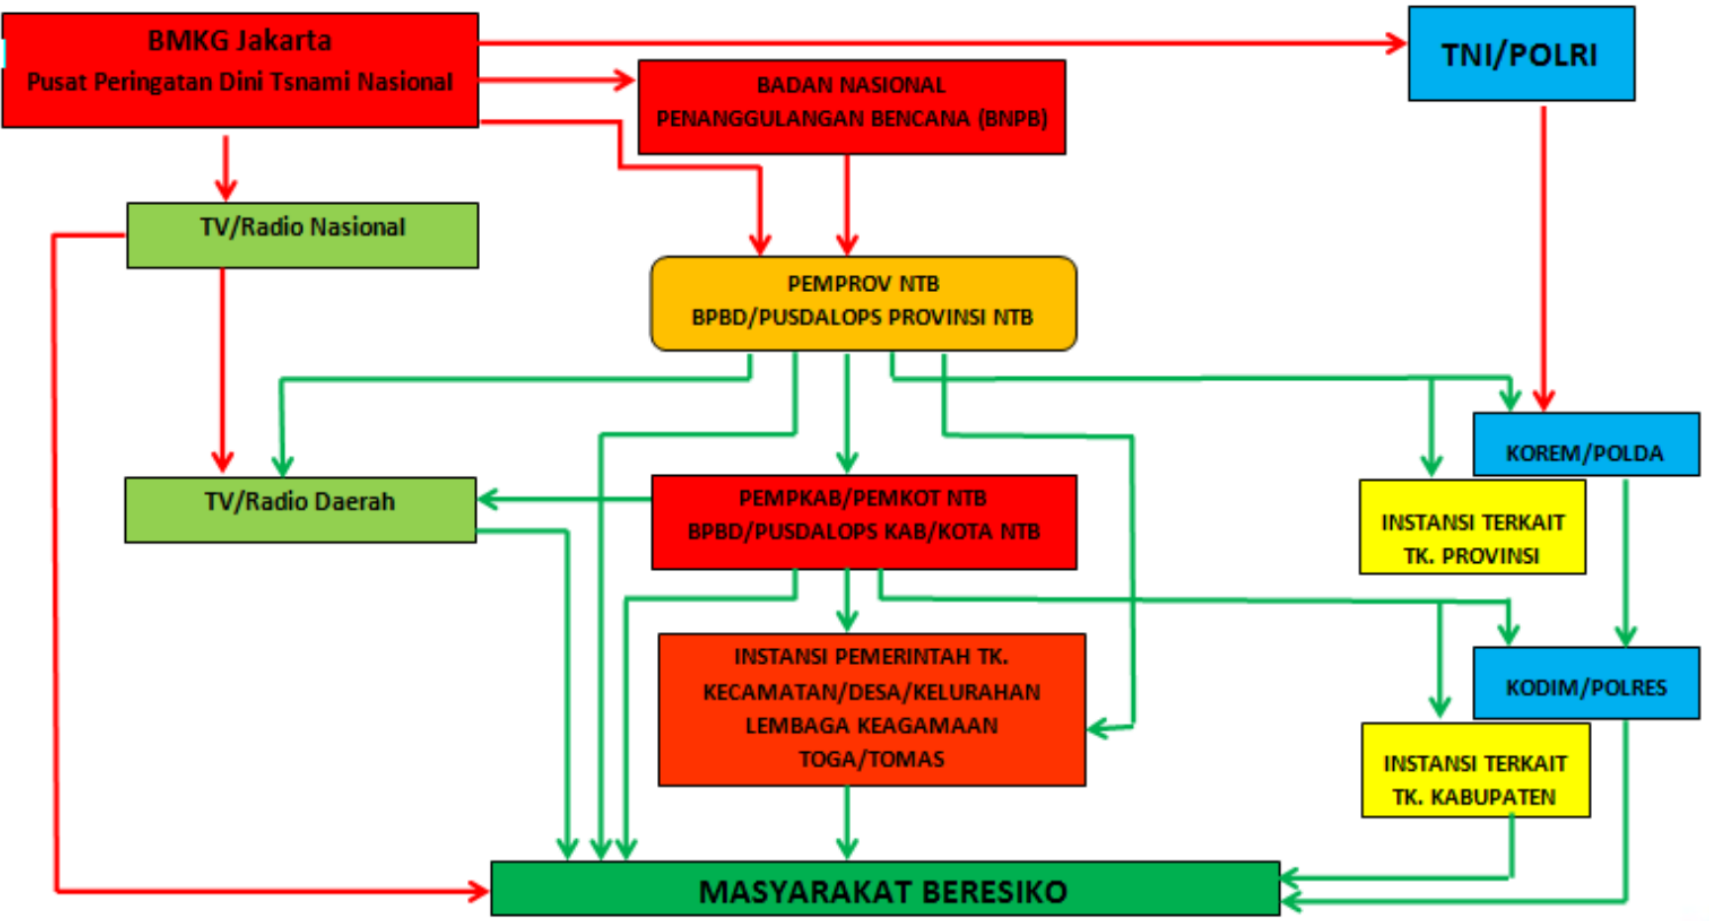 BMKG Jakarta
Pusat Peringatan Dini Tsnami Nasional
TNI/POLRI
BADAN NASIONAL
PENANGGULANGAN BENCANA (BNPB)
TV/Radio Nasional
PEMPROV NTB
BPBD/PUSDALOPS PROVINSI NTB
KOREM/POLDA
TV/Radio Daerah
PEMPKAB/PEMKOT NTB
BPBD/PUSDALOPS KAB/KOTA NTB
INSTANSI TERKAIT
TK. PROVINSI
INSTANSI PEMERINTAH TK.
KECAMATAN/DESA/KELURAHAN
LEMBAGA KEAGAMAAN
TOGA/TOMAS
KODIM/POLRES
INSTANSI TERKAIT
TK. KABUPATEN
MASYARAKAT BERESIKO